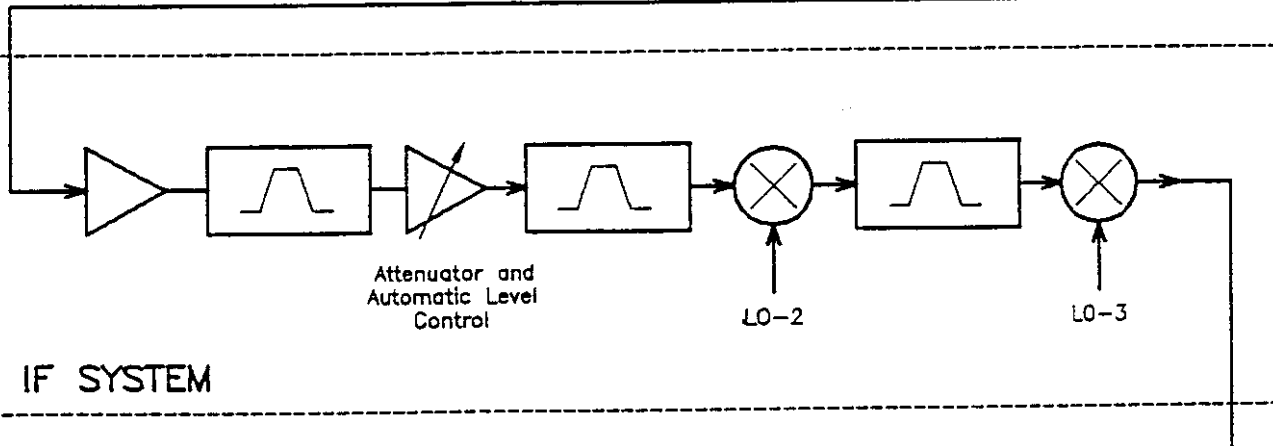 Attenuator and
Automatic Level
Control
LO-2
LO-3
IF SYSTEM